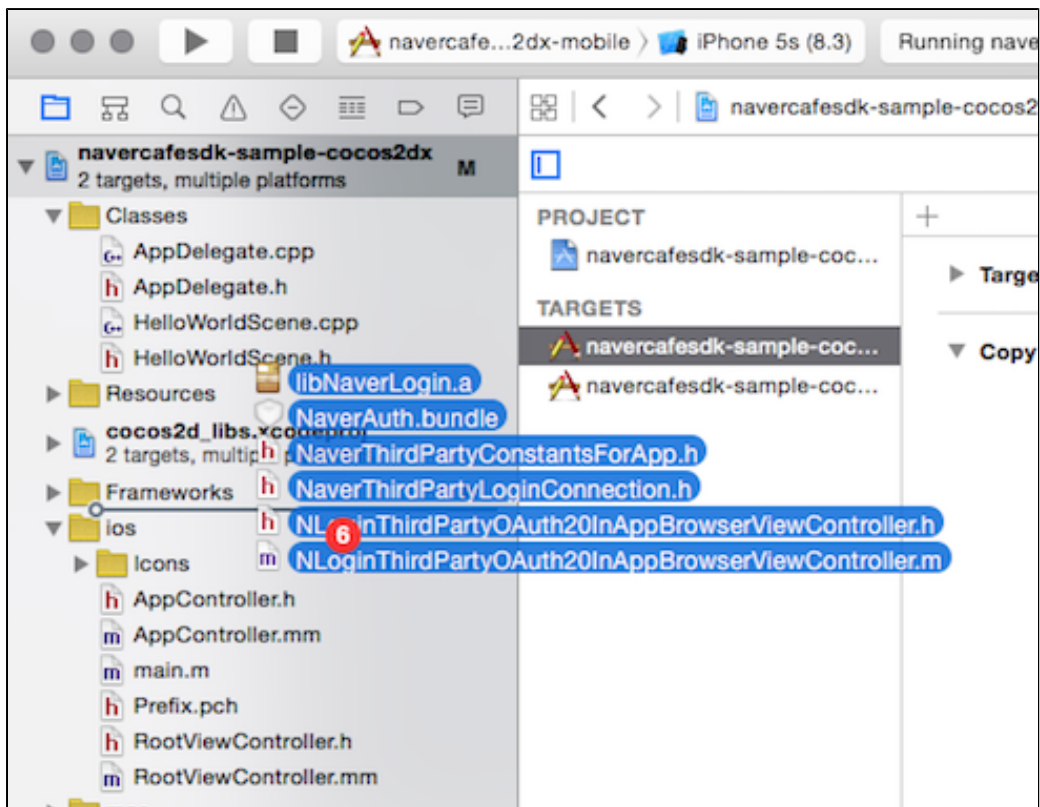 navercafe...2dx-mobile
iPhone 5s (8.3)
Running nave
navercafesdk-sample-cocos2
navercafesdk-sample-cocos2dx
2 targets, multiple platforms
M
Classes
AppDelegate.cpp
AppDelegate.h
HelloWorldScene.cpp
HelloWorldScene.h
Resources
cocos2d_libs.xcodeproj
2 targets, multip
Frameworks
ios
Icons
AppController.h
AppController.mm
main.m
Prefix.pch
RootViewController.h
RootViewController.mm
libNaverLogin.a
NaverAuth.bundle
NaverThirdPartyConstantsForApp.h
NaverThirdPartyLoginConnection.h
NLoginThirdPartyOAuth20InAppBrowserViewController.h
6
NLoginThirdPartyOAuth20InAppBrowserViewController.m
PROJECT
navercafesdk-sample-coc...
TARGETS
navercafesdk-sample-coc...
navercafesdk-sample-coc...
Targe
Copy